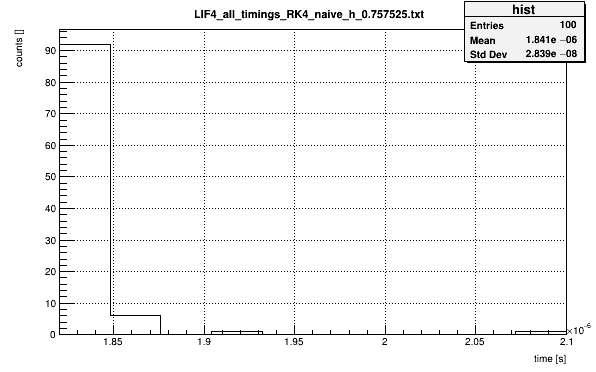 LIF4_all_timings_RK4_naive_h_0.757525.txt
hist
Entries 100
Mean 1.841e −06
Std Dev 2.839e −08
counts []
90
80
70
60
50
40
30
20
10
0
1.85 1.9 1.95 2 2.05 2.1
×10⁻⁶
time [s]